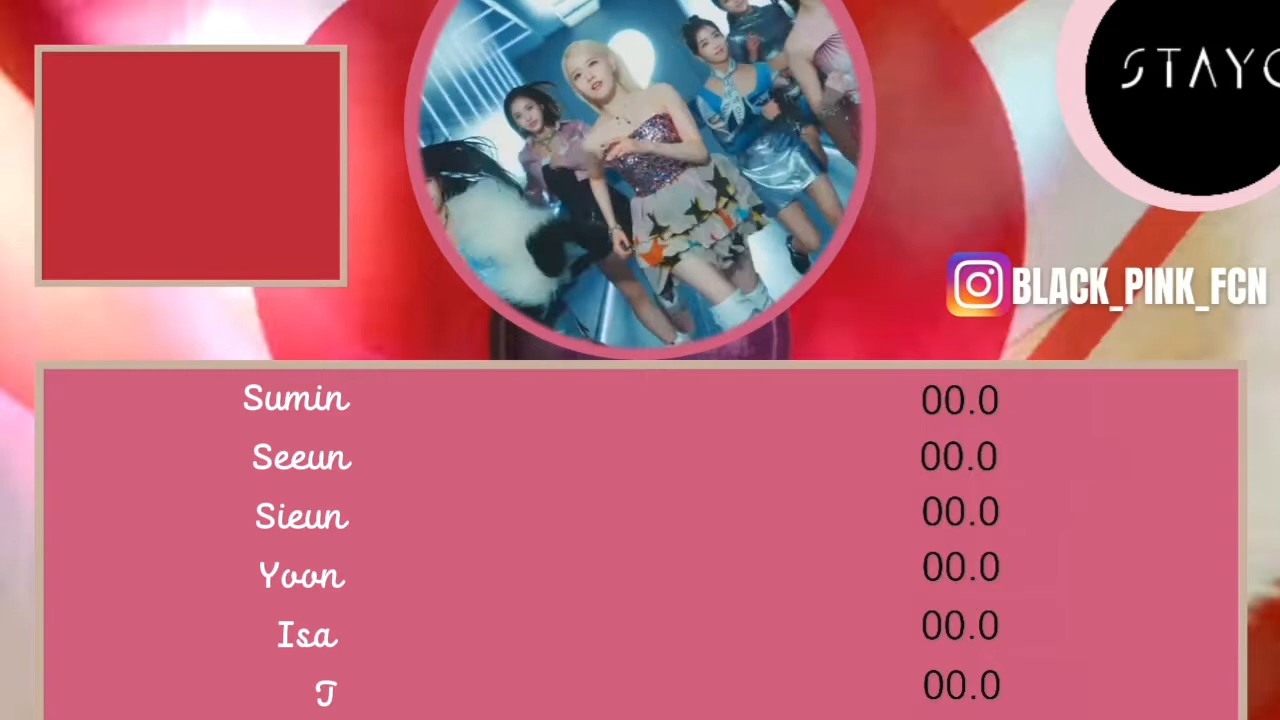 STAYC
BLACK_PINK_FCN
Sumin 00.0
Seeun 00.0
Sieun 00.0
Yoon 00.0
Isa 00.0
J 00.0